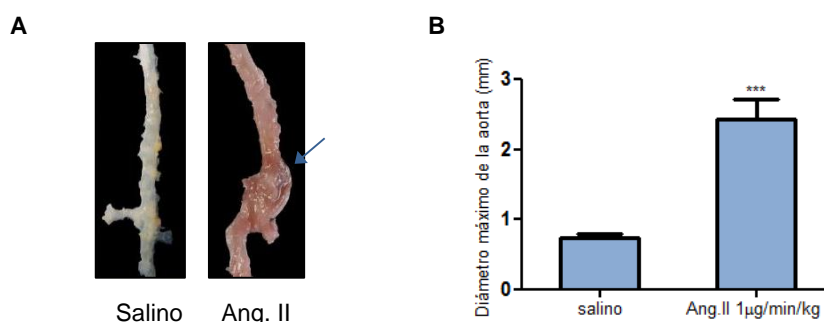 A
Salino
Ang. II
B
Diámetro máximo de la aorta (mm)
3
2
1
0
***
salino
Ang.II 1µg/min/kg